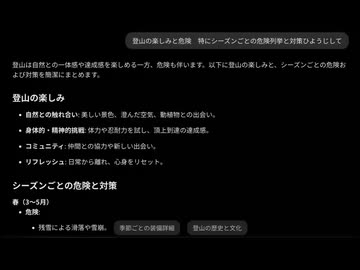 登山の楽しみと危険　特にシーズンごとの危険列挙と対策ひょうじして
登山は自然との一体感や達成感を楽しめる一方、危険も伴います。以下に登山の楽しみと、シーズンごとの危険お
よび対策を簡潔にまとめます。
登山の楽しみ
• 自然との触れ合い: 美しい景色、澄んだ空気、動植物との出会い。
• 身体的・精神的挑戦: 体力や忍耐力を試し、頂上到達の達成感。
• コミュニティ: 仲間との協力や新しい出会い。
• リフレッシュ: 日常から離れ、心身をリセット。
シーズンごとの危険と対策
春（3〜5月）
• 危険:
• 残雪による滑落や雪崩。 季節ごとの装備詳細 登山の歴史と文化